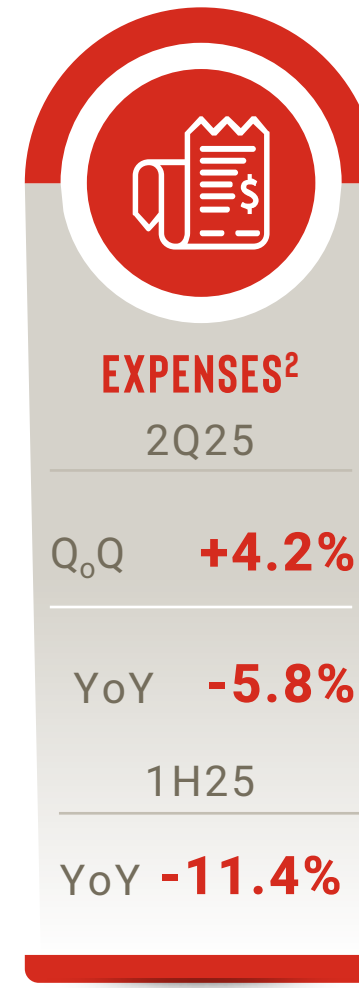 $
EXPENSES²
2Q25
QoQ +4.2%
YoY -5.8%
1H25
YoY -11.4%